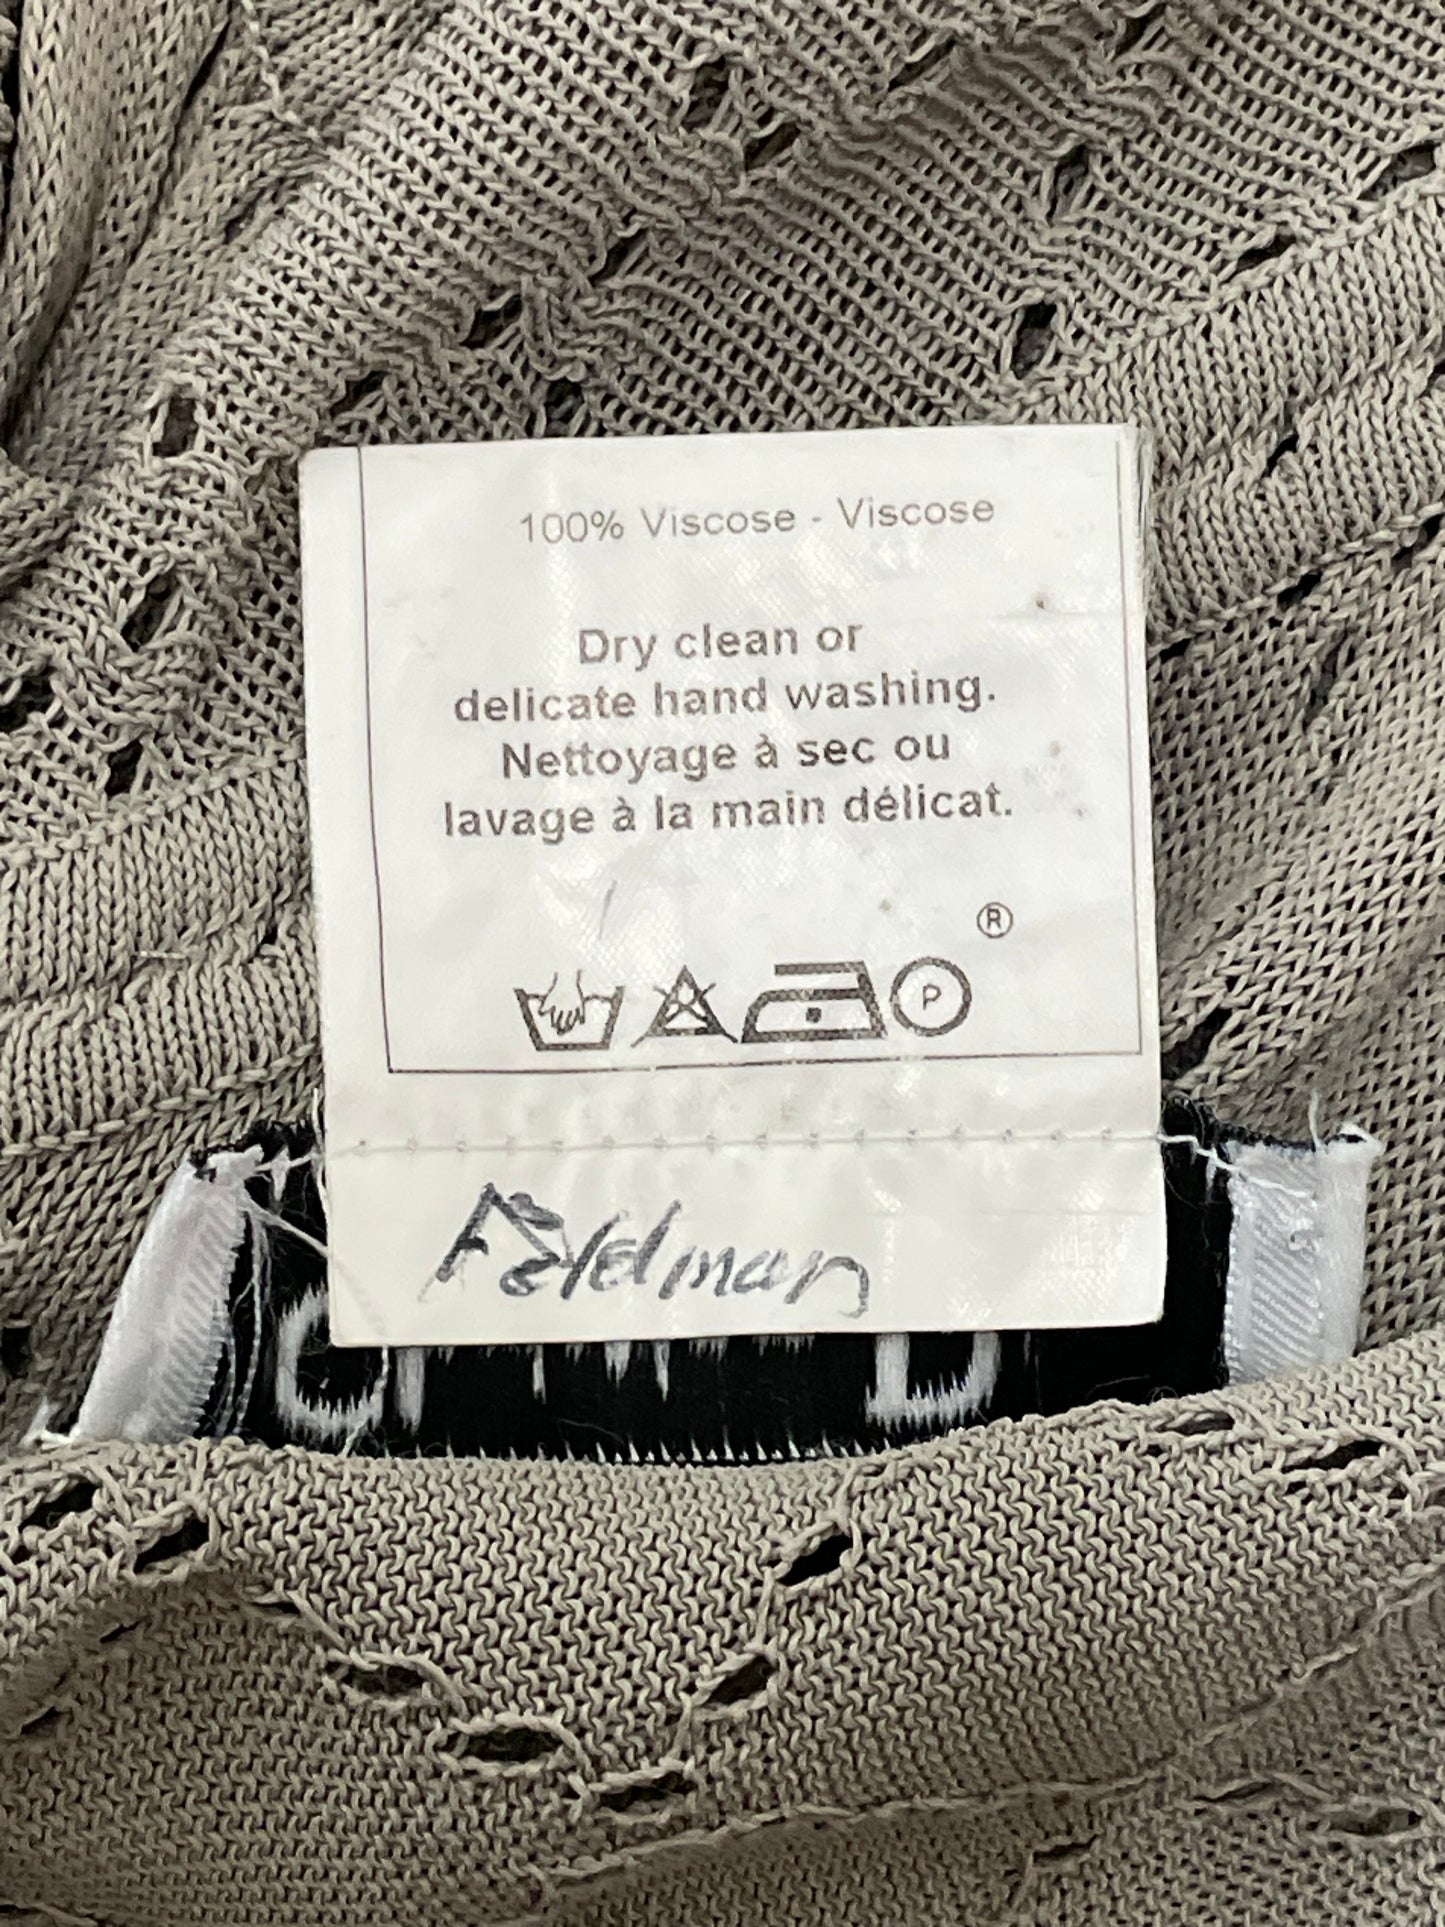 100% Viscose - Viscose
Dry clean or
delicate hand washing.
Nettoyage à sec ou
lavage à la main délicat.
®
P
Feldman